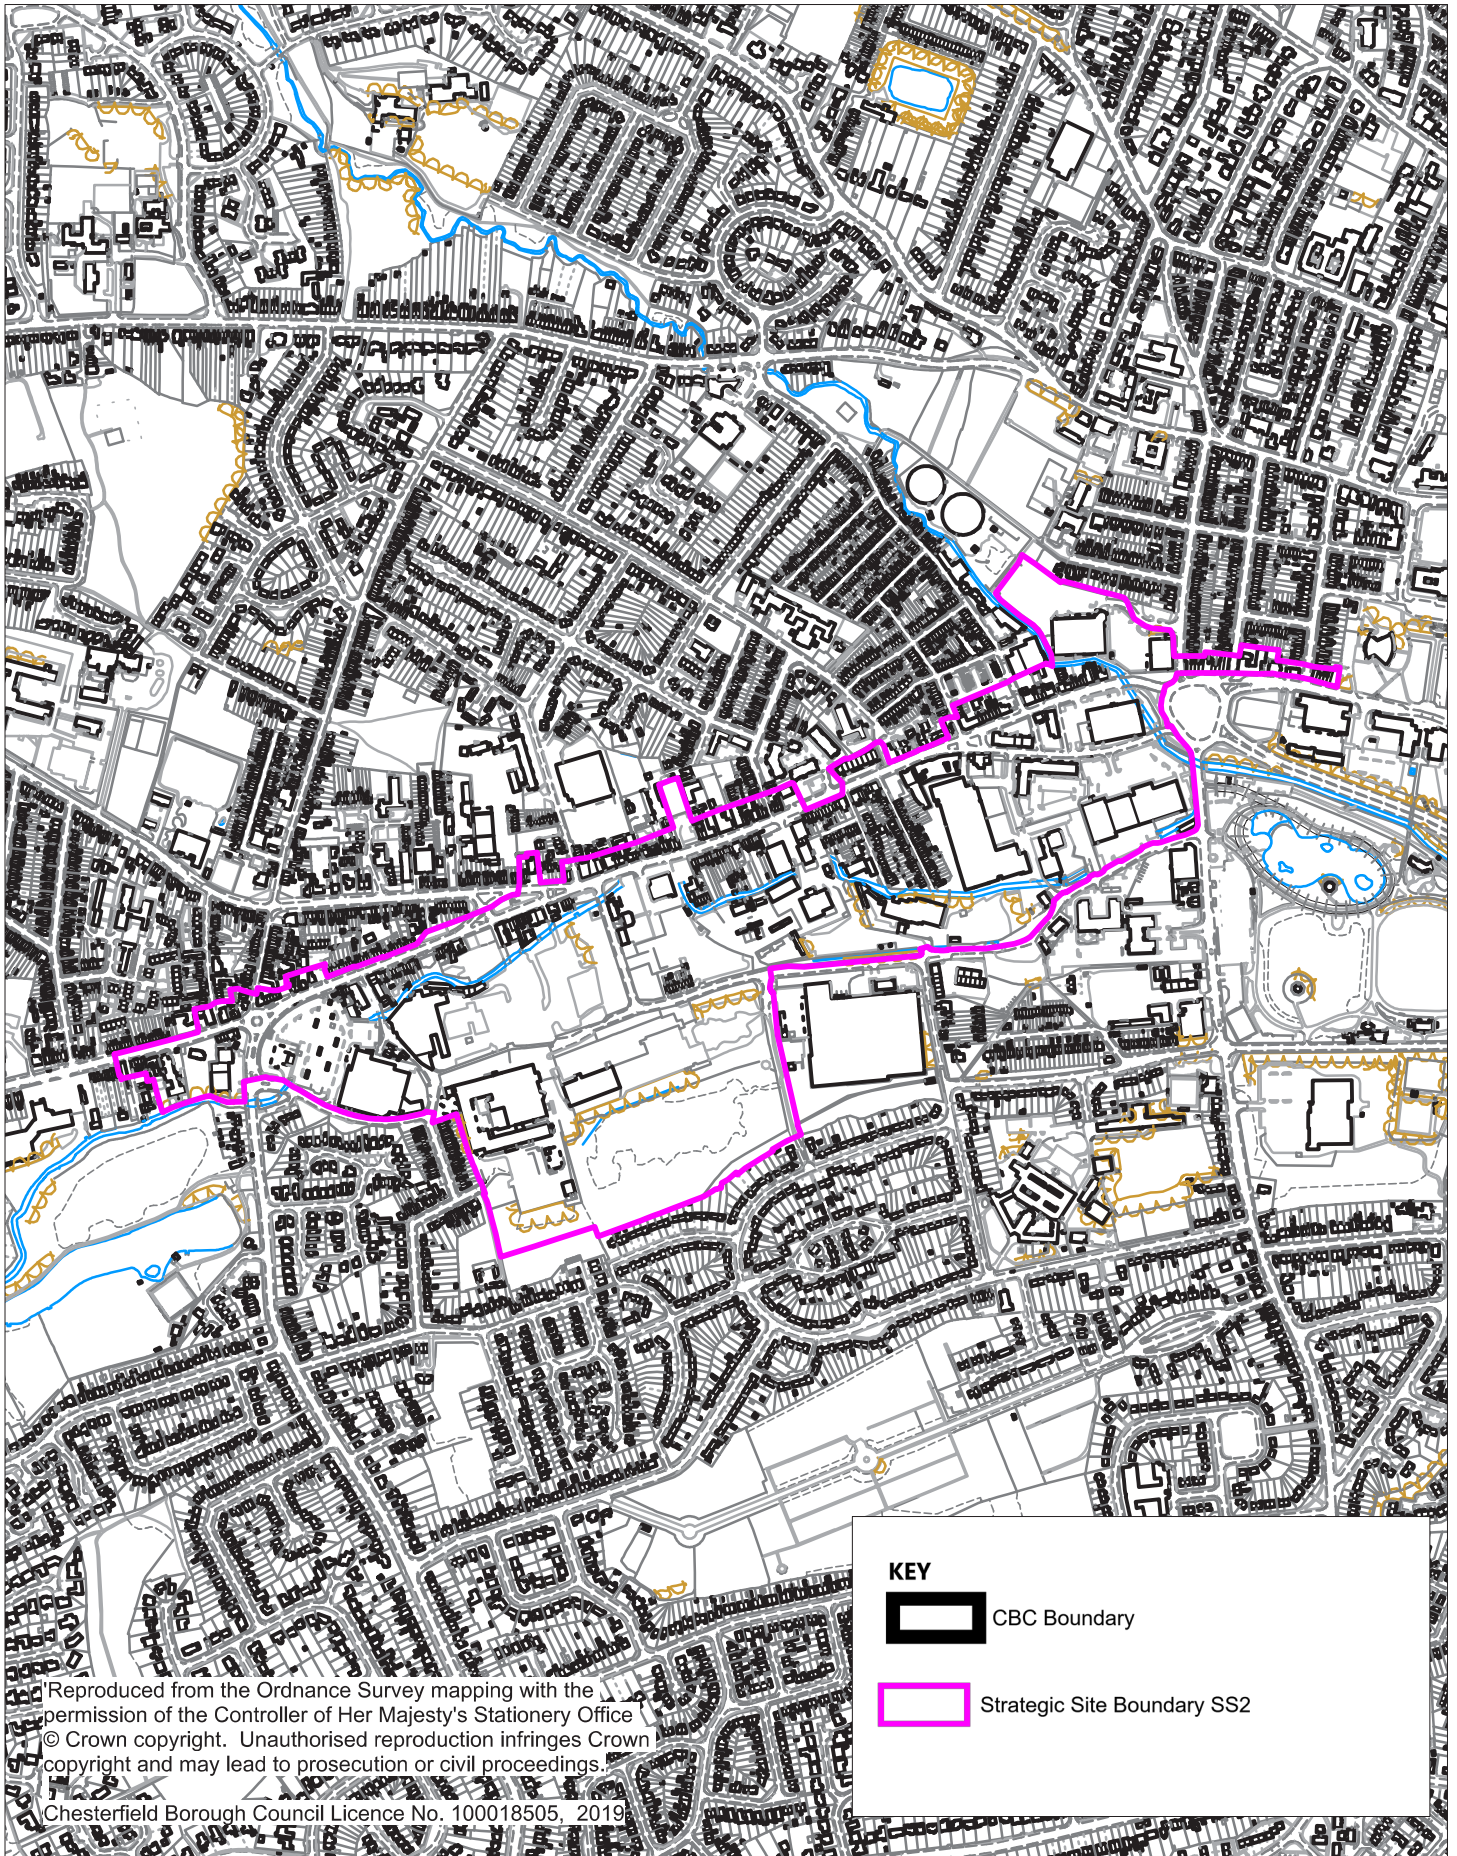 KEY
CBC Boundary
Strategic Site Boundary SS2
'Reproduced from the Ordnance Survey mapping with the
permission of the Controller of Her Majesty's Stationery Office
© Crown copyright.  Unauthorised reproduction infringes Crown
copyright and may lead to prosecution or civil proceedings.
Chesterfield Borough Council Licence No. 100018505,  2019